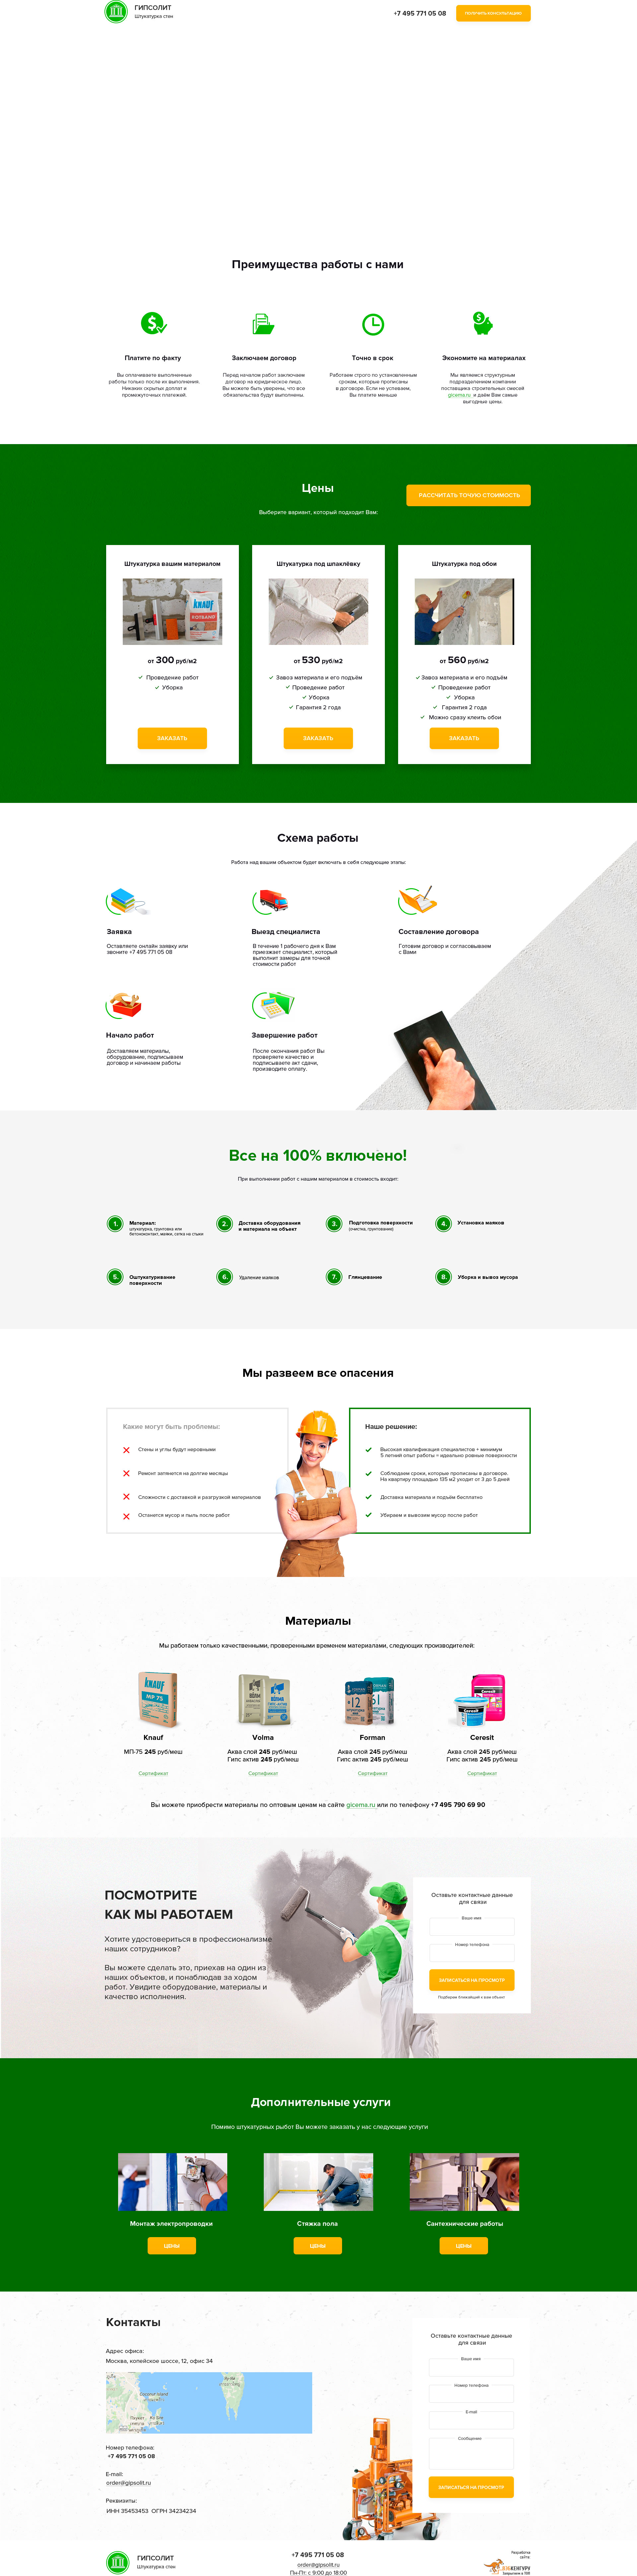 ГИПСОЛИТ
Штукатурка стен
+7 495 771 05 08
ПОЛУЧИТЬ КОНСУЛЬТАЦИЮ
Преимущества работы с нами
Платите по факту
Вы оплачиваете выполненные
работы только после их выполнения.
Никаких скрытых доплат и
промежуточных платежей.
Заключаем договор
Перед началом работ заключаем
договор на юридическое лицо.
Вы можете быть уверены, что все
обязательства будут выполнены.
Точно в срок
Работаем строго по установленным
срокам, которые прописаны
в договоре. Если не успеваем,
Вы платите меньше
Экономите на материалах
Мы являемся структурным
подразделением компании
поставщика строительных смесей
gicema.ru и даём Вам самые
выгодные цены.
Цены
РАССЧИТАТЬ ТОЧУЮ СТОИМОСТЬ
Выберите вариант, который подходит Вам:
Штукатурка вашим материалом
KNAUF
ROTBAND
от 300 руб/м2
Проведение работ
Уборка
ЗАКАЗАТЬ
Штукатурка под шпаклёвку
от 530 руб/м2
Завоз материала и его подъём
Проведение работ
Уборка
Гарантия 2 года
ЗАКАЗАТЬ
Штукатурка под обои
от 560 руб/м2
Завоз материала и его подъём
Проведение работ
Уборка
Гарантия 2 года
Можно сразу клеить обои
ЗАКАЗАТЬ
Схема работы
Работа над вашим объектом будет включать в себя следующие этапы:
Заявка
Оставляете онлайн заявку или
звоните +7 495 771 05 08
Выезд специалиста
В течение 1 рабочего дня к Вам
приезжает специалист, который
выполнит замеры для точной
стоимости работ
Составление договора
Готовим договор и согласовываем
с Вами
Начало работ
Доставляем материалы,
оборудование, подписываем
договор и начинаем работы
Завершение работ
После окончания работ Вы
проверяете качество и
подписываете акт сдачи,
производите оплату.
Все на 100% включено!
При выполнении работ с нашим материалом в стоимость входит:
1.
Материал:
штукатурка, грунтовка или
бетоноконтакт, маяки, сетка на стыки
2.
Доставка оборудования
и материала на объект
3.
Подготовка поверхности
(очистка, грунтование)
4.
Установка маяков
5.
Оштукатуривание
поверхности
6.
Удаление маяков
7.
Глянцевание
8.
Уборка и вывоз мусора
Мы развеем все опасения
Какие могут быть проблемы:
Стены и углы будут неровными
Ремонт затянется на долгие месяцы
Сложности с доставкой и разгрузкой материалов
Останется мусор и пыль после работ
Наше решение:
Высокая квалификация специалистов + минимум
5 летний опыт работы = идеально ровные поверхности
Соблюдаем сроки, которые прописаны в договоре.
На квартиру площадью 135 м2 уходит от 3 до 5 дней
Доставка материала и подъём бесплатно
Убираем и вывозим мусор после работ
Материалы
Мы работаем только качественными, проверенными временем материалами, следующих производителей:
KNAUF
MP 75
Knauf
МП-75 245 руб/меш
Сертификат
ВОЛМА
Volma
Аква слой 245 руб/меш
Гипс актив 245 руб/меш
Сертификат
Forman
Аква слой 245 руб/меш
Гипс актив 245 руб/меш
Сертификат
Ceresit
Ceresit
Аква слой 245 руб/меш
Гипс актив 245 руб/меш
Сертификат
Вы можете приобрести материалы по оптовым ценам на сайте gicema.ru или по телефону +7 495 790 69 90
ПОСМОТРИТЕ
КАК МЫ РАБОТАЕМ
Хотите удостовериться в профессионализме
наших сотрудников?
Вы можете сделать это, приехав на один из
наших объектов, и понаблюдав за ходом
работ. Увидите оборудование, материалы и
качество исполнения.
Оставьте контактные данные
для связи
Ваше имя
Номер телефона
ЗАПИСАТЬСЯ НА ПРОСМОТР
Подберем ближайший к вам объект
Дополнительные услуги
Помимо штукатурных рыбот Вы можете заказать у нас следующие услуги
Монтаж электропроводки
ЦЕНЫ
Стяжка пола
ЦЕНЫ
Сантехнические работы
ЦЕНЫ
Контакты
Адрес офиса:
Москва, копейское шоссе, 12, офис 34
Номер телефона:
+7 495 771 05 08
E-mail:
order@gipsolit.ru
Реквизиты:
ИНН 35453453 ОГРН 34234234
Оставьте контактные данные
для связи
Ваше имя
Номер телефона
E-mail
Сообщение
ЗАПИСАТЬСЯ НА ПРОСМОТР
ГИПСОЛИТ
Штукатурка стен
+7 495 771 05 08
order@gipsolit.ru
Пн-Пт: с 9:00 до 18:00
Разработка
сайта:
КЕНГУРУ